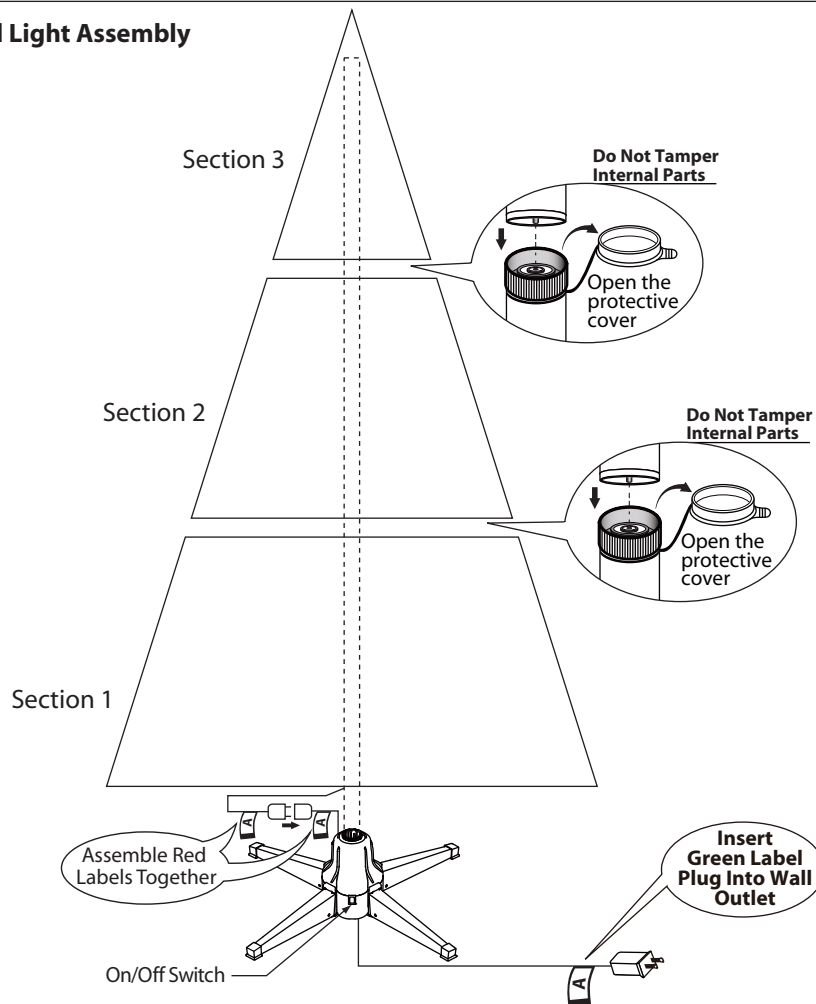 Light Assembly
Section 3
Do Not Tamper
Internal Parts
Open the
protective
cover
Section 2
Do Not Tamper
Internal Parts
Open the
protective
cover
Section 1
A
A
Assemble Red
Labels Together
Insert
Green Label
Plug Into Wall
Outlet
On/Off Switch
A